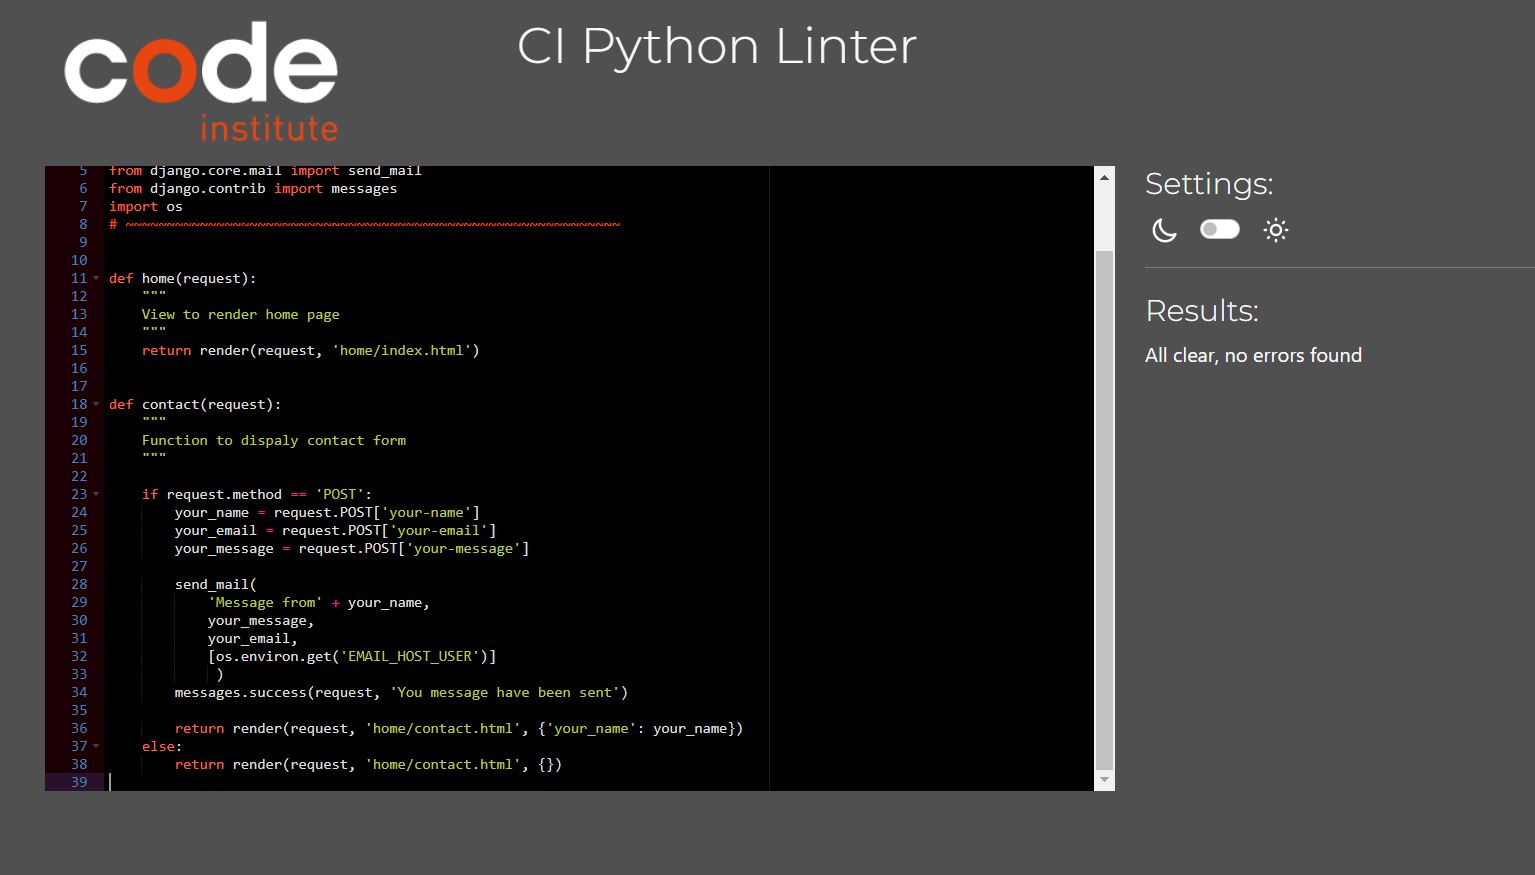 code
institute
CI Python Linter
5 from django.core.mail import send_mail
6 from django.contrib import messages
7 import os
8 # ~~~~~~~~~~~~~~~~~~~~~~~~~~~~~~~~~~~~~~~~~~~~~~~~~~~~~~~~~~~~
9
10
11 def home(request):
12     """
13     View to render home page
14     """
15     return render(request, 'home/index.html')
16
17
18 def contact(request):
19     """
20     Function to dispaly contact form
21     """
22
23     if request.method == 'POST':
24         your_name = request.POST['your-name']
25         your_email = request.POST['your-email']
26         your_message = request.POST['your-message']
27
28         send_mail(
29             'Message from' + your_name,
30             your_message,
31             your_email,
32             [os.environ.get('EMAIL_HOST_USER')]
33              )
34         messages.success(request, 'You message have been sent')
35
36         return render(request, 'home/contact.html', {'your_name': your_name})
37     else:
38         return render(request, 'home/contact.html', {})
39
Settings:
Results:
All clear, no errors found